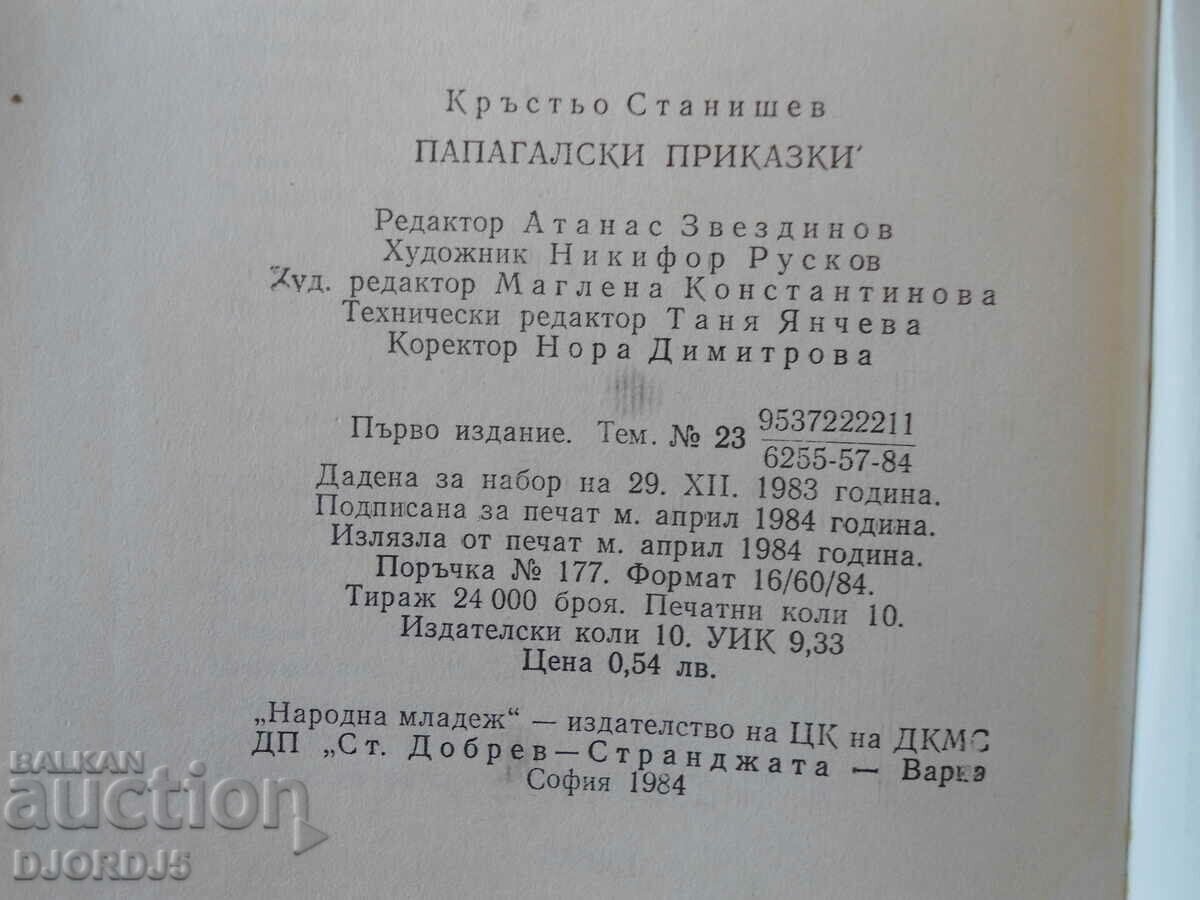 Кръстьо Станишев
ПАПАГАЛСКИ ПРИКАЗКИ
Редактор Атанас Звездинов
Художник Никифор Русков
Худ. редактор Маглена Константинова
Технически редактор Таня Янчева
Коректор Нора Димитрова
Първо издание. Тем. № 23 9537222211
6255-57-84
Дадена за набор на 29. XII. 1983 година.
Подписана за печат м. април 1984 година.
Излязла от печат м. април 1984 година.
Поръчка № 177. Формат 16/60/84.
Тираж 24 000 броя. Печатни коли 10.
Издателски коли 10. УИК 9,33
Цена 0,54 лв.
„Народна младеж“ — издателство на ЦК на ДКМС
ДП „Ст. Добрев—Странджата — Варна
София 1984
BALKAN
auction
DJORDJ5